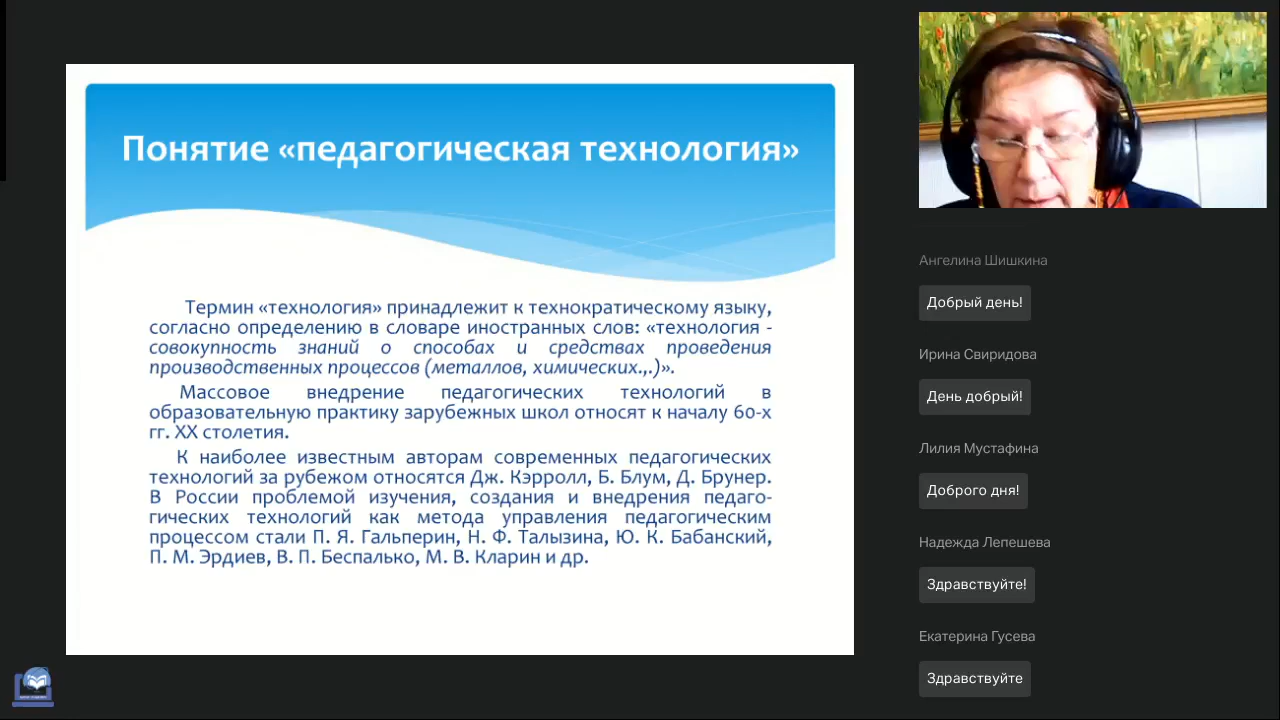 Понятие «педагогическая технология»
Термин «технология» принадлежит к технократическому языку,
согласно определению в словаре иностранных слов: «технология -
совокупность знаний о способах и средствах проведения
производственных процессов (металлов, химических.,.)».
Массовое внедрение педагогических технологий в
образовательную практику зарубежных школ относят к началу 60-х
гг. XX столетия.
К наиболее известным авторам современных педагогических
технологий за рубежом относятся Дж. Кэрролл, Б. Блум, Д. Брунер.
В России проблемой изучения, создания и внедрения педаго-
гических технологий как метода управления педагогическим
процессом стали П. Я. Гальперин, Н. Ф. Талызина, Ю. К. Бабанский,
П. М. Эрдиев, В. П. Беспалько, М. В. Кларин и др.
Ангелина Шишкина
Добрый день!
Ирина Свиридова
День добрый!
Лилия Мустафина
Доброго дня!
Надежда Лепешева
Здравствуйте!
Екатерина Гусева
Здравствуйте